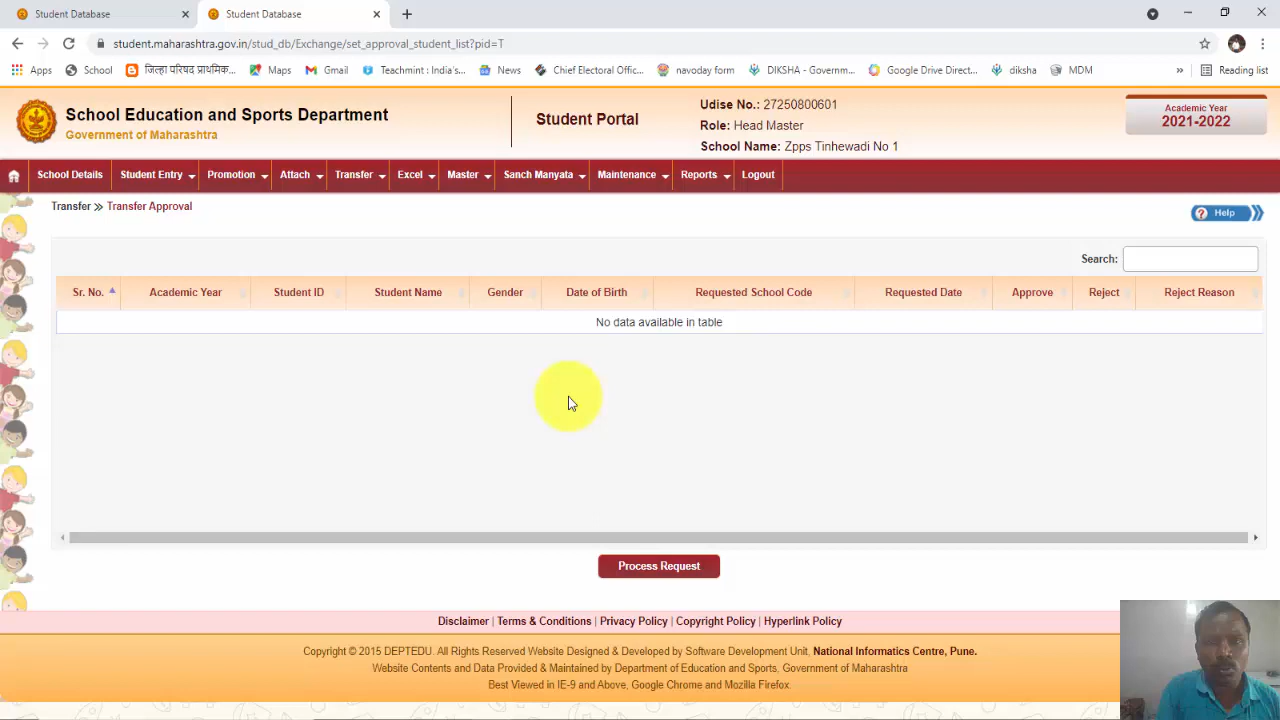 Student Database
Student Database
student.maharashtra.gov.in/stud_db/Exchange/set_approval_student_list?pid=T
Apps School जिल्हा परिषद प्राथमिक... Maps Gmail Teachmint : India's... News Chief Electoral Offic... navoday form DIKSHA - Governm... Google Drive Direct... diksha MDM » Reading list
School Education and Sports Department
Government of Maharashtra
Student Portal
Udise No.: 27250800601
Role: Head Master
School Name: Zpps Tinhewadi No 1
Academic Year
2021-2022
School Details Student Entry Promotion Attach Transfer Excel Master Sanch Manyata Maintenance Reports Logout
Transfer >> Transfer Approval
? Help
Search:
Sr. No. Academic Year Student ID Student Name Gender Date of Birth Requested School Code Requested Date Approve Reject Reject Reason
No data available in table
Process Request
Disclaimer | Terms & Conditions | Privacy Policy | Copyright Policy | Hyperlink Policy
Copyright © 2015 DEPTEDU. All Rights Reserved Website Designed & Developed by Software Development Unit, National Informatics Centre, Pune.
Website Contents and Data Provided & Maintained by Department of Education and Sports, Government of Maharashtra
Best Viewed in IE-9 and Above, Google Chrome and Mozilla Firefox.